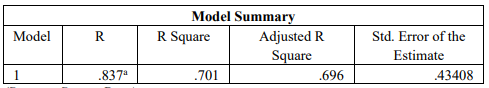 Model Summary
Model R R Square Adjusted R Square Std. Error of the Estimate
1 .837a .701 .696 .43408